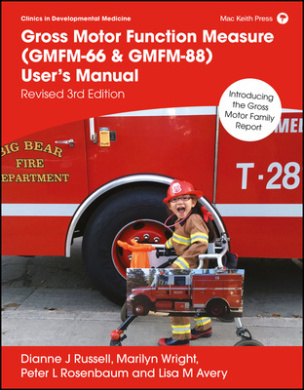 Clinics in Developmental Medicine
Mac Keith Press
Gross Motor Function Measure
(GMFM-66 & GMFM-88)
User's Manual
Revised 3rd Edition
Introducing
the Gross
Motor Family
Report
BIG BEAR
FIRE
DEPARTMENT
T-28
Dianne J Russell, Marilyn Wright,
Peter L Rosenbaum and Lisa M Avery